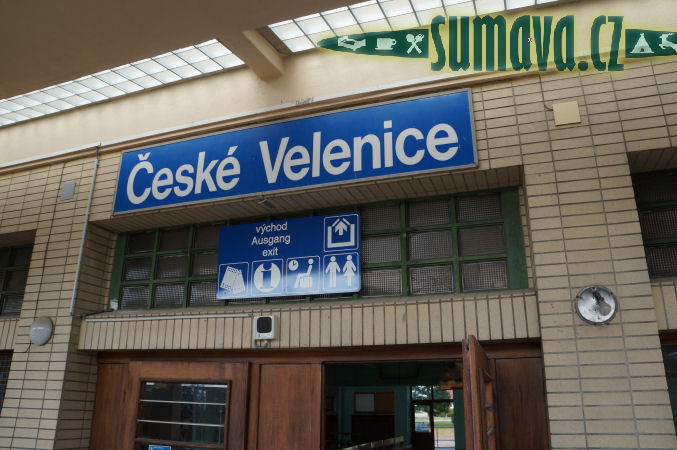 sumava.cz
České Velenice
východ
Ausgang
exit